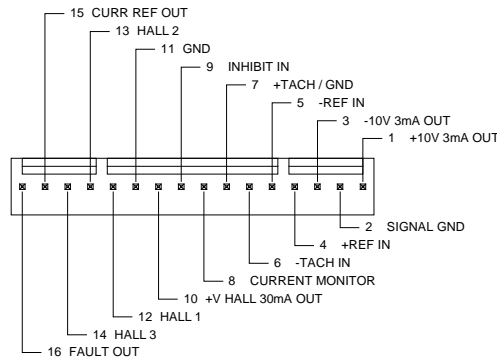 15 CURR REF OUT
13 HALL 2
11 GND
9 INHIBIT IN
7 +TACH / GND
5 -REF IN
3 -10V 3mA OUT
1 +10V 3mA OUT
2 SIGNAL GND
4 +REF IN
6 -TACH IN
8 CURRENT MONITOR
10 +V HALL 30mA OUT
12 HALL 1
14 HALL 3
16 FAULT OUT